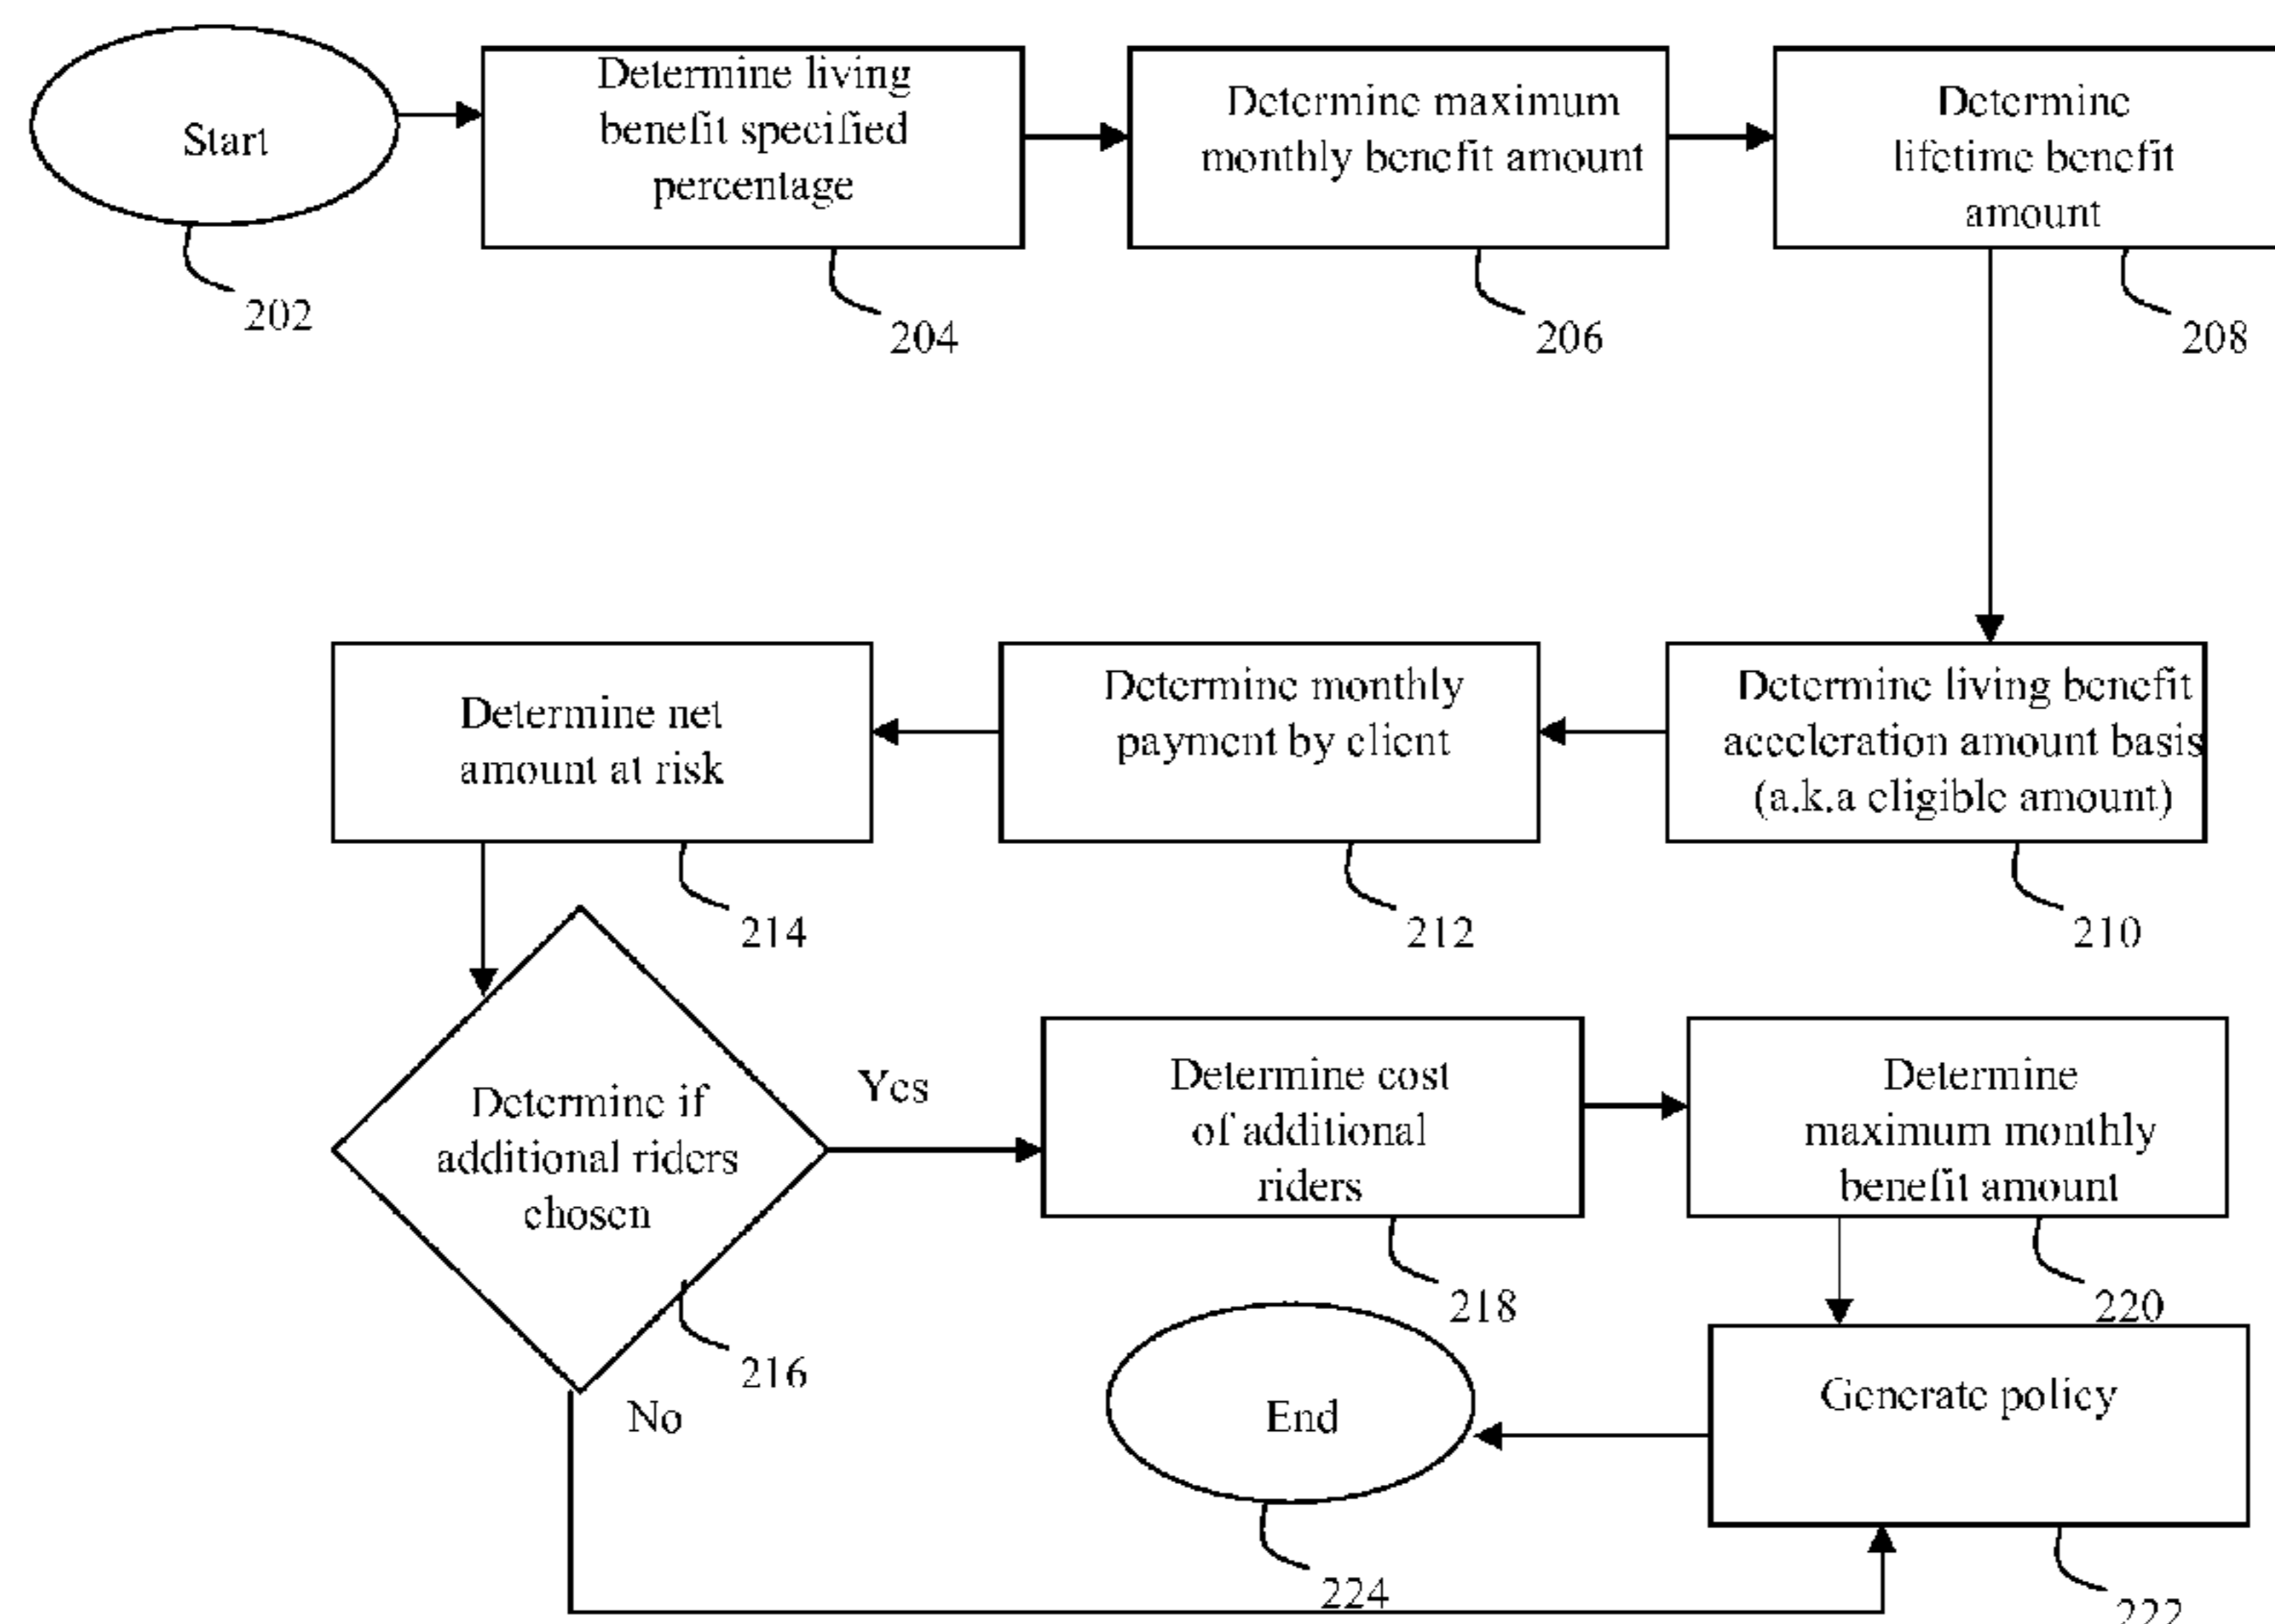 Start
202
Determine living
benefit specified
percentage
204
Determine maximum
monthly benefit amount
206
Determine
lifetime benefit
amount
208
Determine living benefit
acceleration amount basis
(a.k.a eligible amount)
210
Determine monthly
payment by client
212
Determine net
amount at risk
214
Determine if
additional riders
chosen
216
Yes
No
Determine cost
of additional
riders
218
Determine
maximum monthly
benefit amount
220
Generate policy
222
End
224